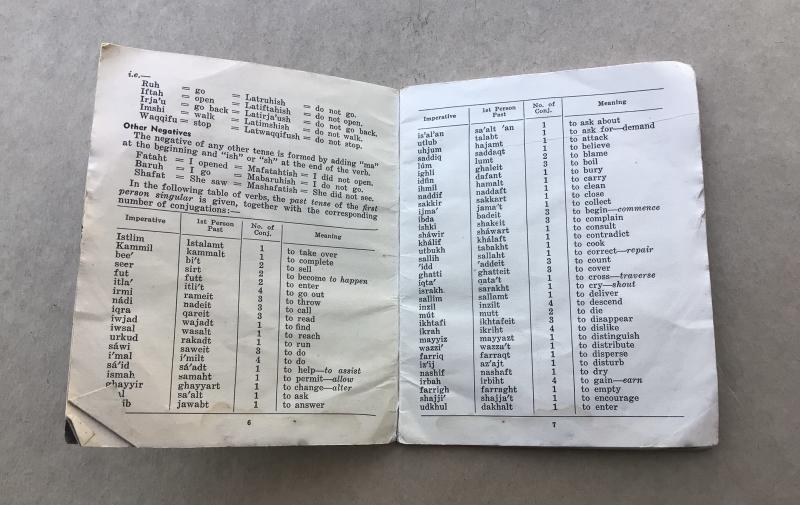 i.e.—
Ruh = go = Latruhish = do not go.
Iftah = open = Latiftahish = do not open.
Irja'u = go back = Latirja'ush = do not go back.
Imshi = walk = Latimshish = do not walk.
Waqqifu = stop = Latwaqqifush = do not stop.
Other Negatives
The negative of any other tense is formed by adding "ma"
at the beginning and "ish" or "sh" at the end of the verb.
Fataht = I opened = Mafatahtish = I did not open.
Baruh = I go = Mabaruhish = I do not go.
Shafat = She saw = Mashafatish = She did not see.
In the following table of verbs, the past tense of the first
person singular is given, together with the corresponding
number of conjugations:—
Imperative 1st Person Past No. of Conj. Meaning
Istlim Istalamt 1 to take over
Kammil kammalt 1 to complete
bee' bi't 2 to sell
seer sirt 2 to become to happen
fut futt 2 to enter
itla' itli't 4 to go out
irmi rameit 3 to throw
nádi nadeit 3 to call
iqra qareit 3 to read
iwjad wajadt 1 to find
iwsal wasalt 1 to reach
urkud rakadt 1 to run
sáwi saweit 3 to do
i'mal i'milt 4 to do
sá'id sá'adt 1 to help—to assist
ismah samaht 1 to permit—allow
ghayyir ghayyart 1 to change—alter
sa'alt 1 to ask
ib jawabt 1 to answer
6
Imperative 1st Person Past No. of Conj. Meaning
is'al'an sa'alt 'an 1 to ask about
utlub talabt 1 to ask for—demand
uhjum hajamt 1 to attack
saddiq saddaqt 1 to believe
lúm lumt 2 to blame
ighli ghaleit 3 to boil
idfin dafant 1 to bury
ihmil hamalt 1 to carry
naddif naddaft 1 to clean
sakkir sakkart 1 to close
ijma' jama't 1 to collect
ibda badeit 3 to begin—commence
ishki shakeit 3 to complain
sháwir sháwart 1 to consult
khálif khálaft 1 to contradict
utbukh tabakht 1 to cook
sallih sallaht 1 to correct—repair
'idd 'addeit 3 to count
ghatti ghatteit 3 to cover
iqta' qata't 1 to cross—traverse
israkh sarakht 1 to cry—shout
sallim sallamt 1 to deliver
inzil inzilt 4 to descend
mút mutt 2 to die
ikhtafi ikhtafeit 3 to disappear
ikrah ikriht 4 to dislike
mayyiz mayyazt 1 to distinguish
wazzi' wazza't 1 to distribute
farriq farraqt 1 to disperse
iz'ij az'ajt 1 to disturb
nashif nashaft 1 to dry
irbah irbiht 4 to gain—earn
farrigh farraght 1 to empty
shajji' shajja't 1 to encourage
udkhul dakhalt 1 to enter
7